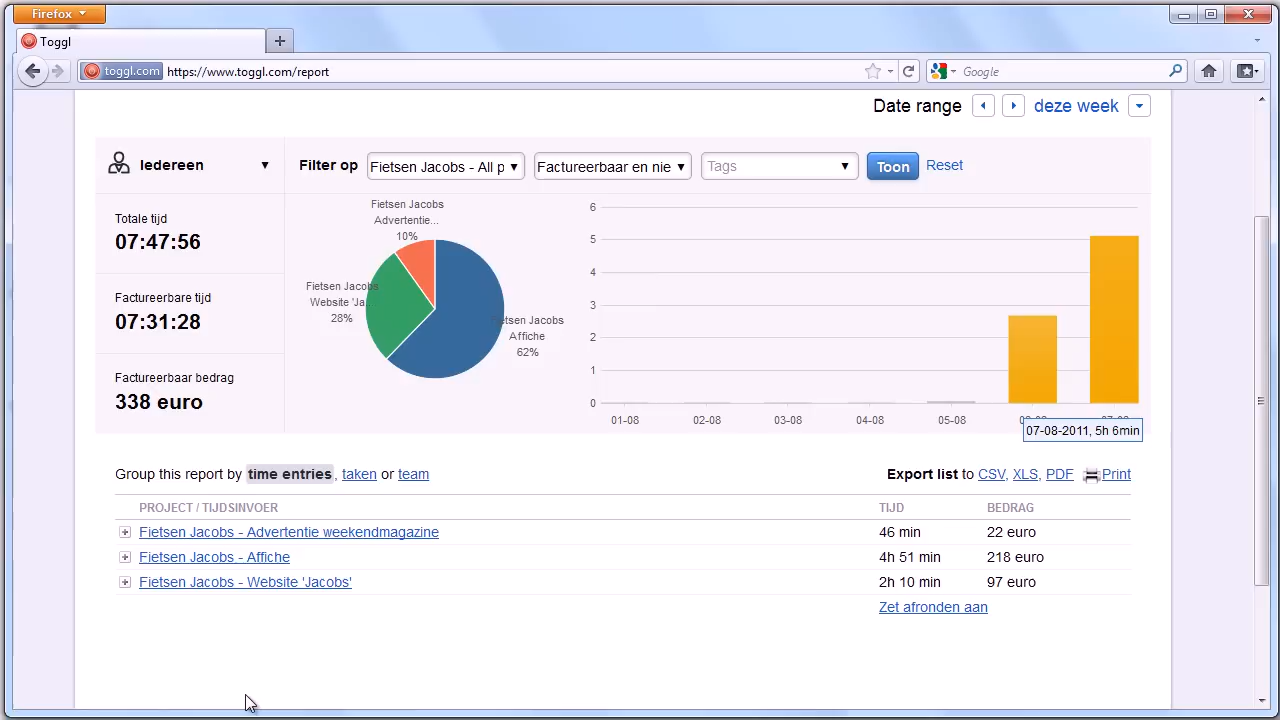 Firefox
Toggl
toggl.com https://www.toggl.com/report
Google
Date range deze week
Iedereen
Filter op Fietsen Jacobs - All p Factureerbaar en nie Tags Toon Reset
Totale tijd
07:47:56
Factureerbare tijd
07:31:28
Factureerbaar bedrag
338 euro
Fietsen Jacobs
Advertentie...
10%
Fietsen Jacobs
Website 'Ja...
28%
Fietsen Jacobs
Affiche
62%
6
5
4
3
2
1
0
01-08 02-08 03-08 04-08 05-08
07-08-2011, 5h 6min
Group this report by time entries, taken or team
Export list to CSV, XLS, PDF Print
PROJECT / TIJDSINVOER TIJD BEDRAG
Fietsen Jacobs - Advertentie weekendmagazine 46 min 22 euro
Fietsen Jacobs - Affiche 4h 51 min 218 euro
Fietsen Jacobs - Website 'Jacobs' 2h 10 min 97 euro
Zet afronden aan